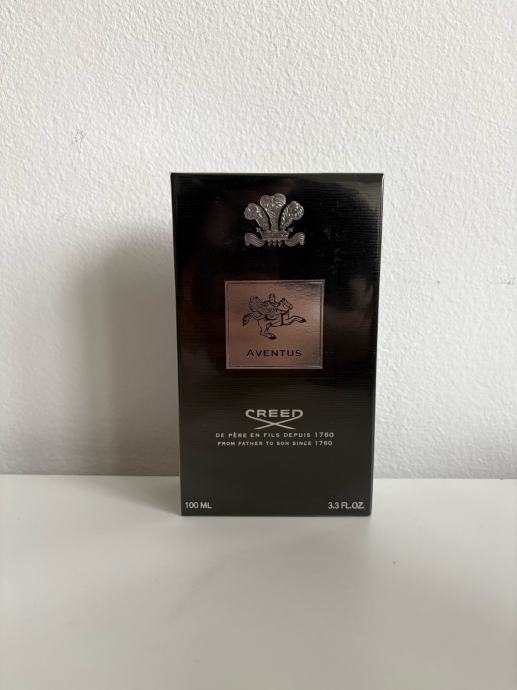 AVENTUS
CREED
DE PÈRE EN FILS DEPUIS 1760
FROM FATHER TO SON SINCE 1760
100 ML 3.3 FL.OZ.